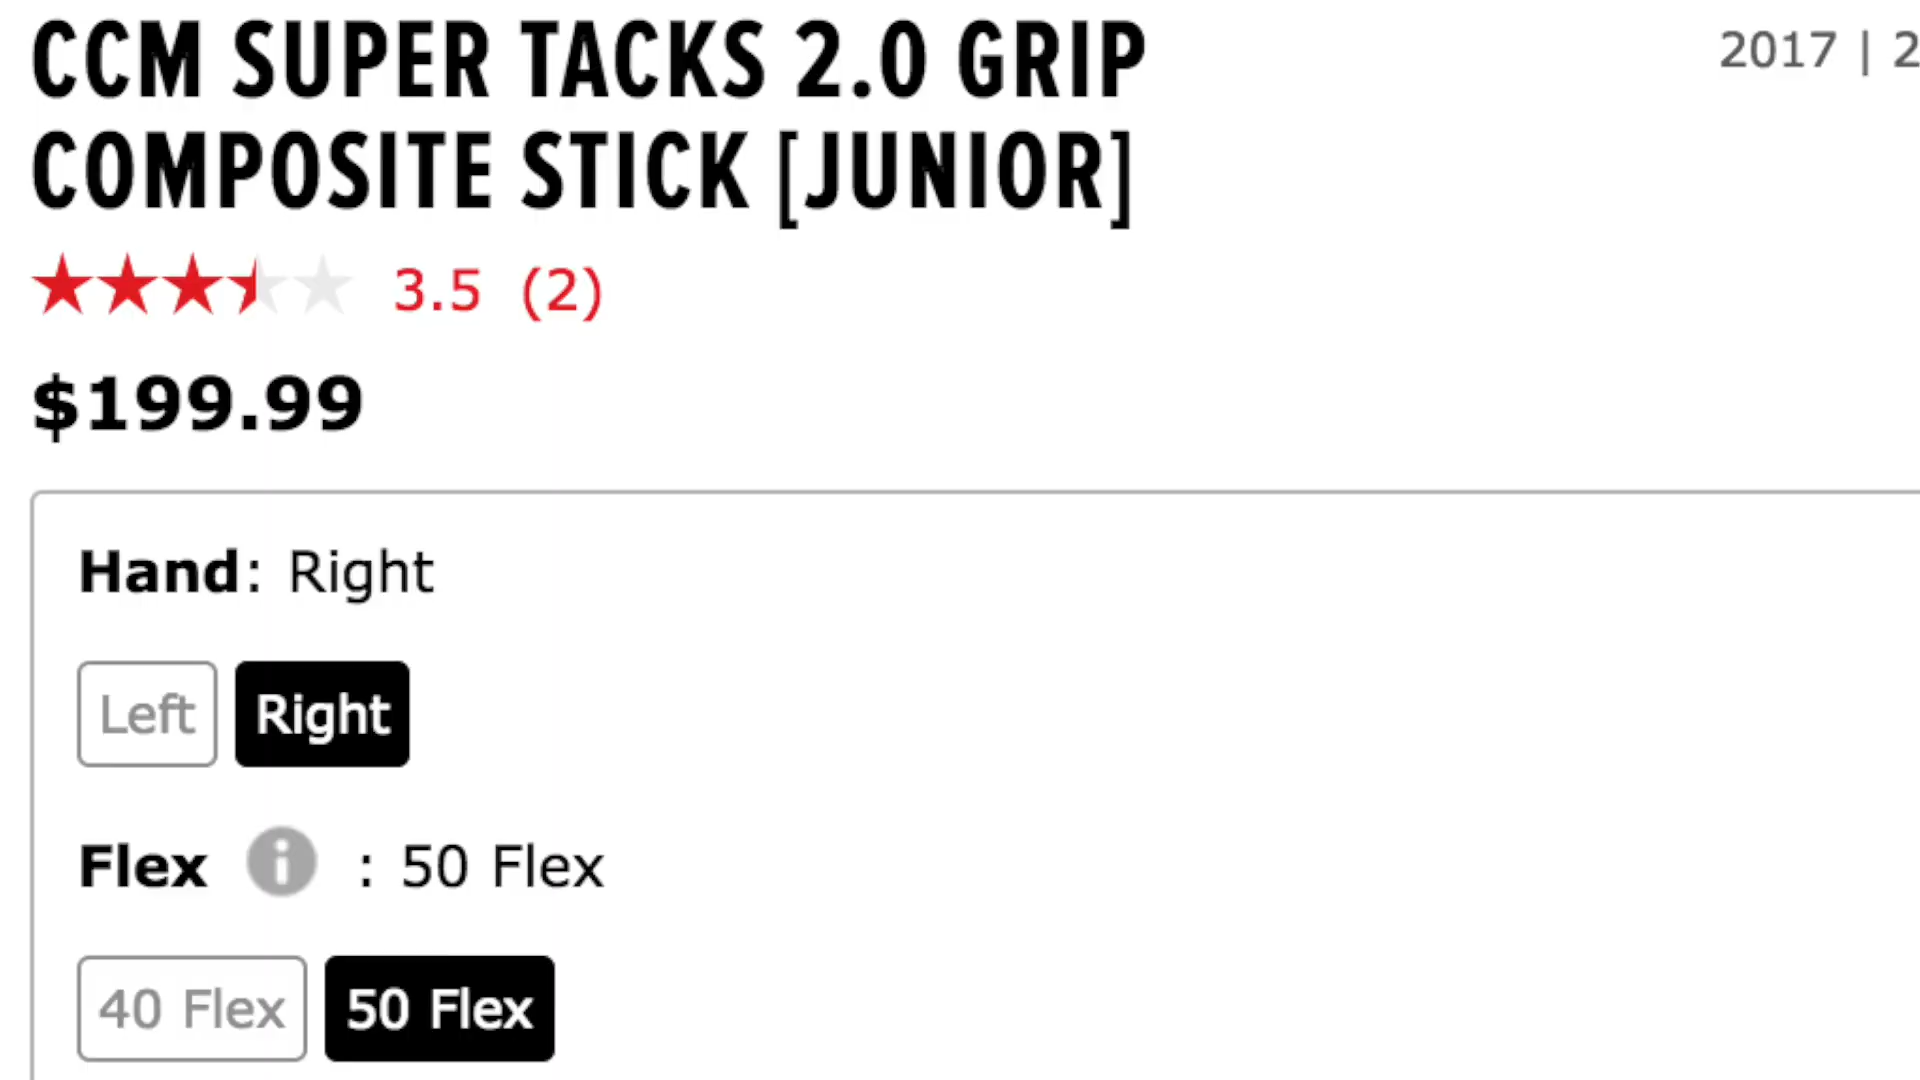 CCM SUPER TACKS 2.0 GRIP
COMPOSITE STICK [JUNIOR]
2017 | 2
3.5 (2)
$199.99
Hand: Right
Left Right
Flex : 50 Flex
40 Flex 50 Flex